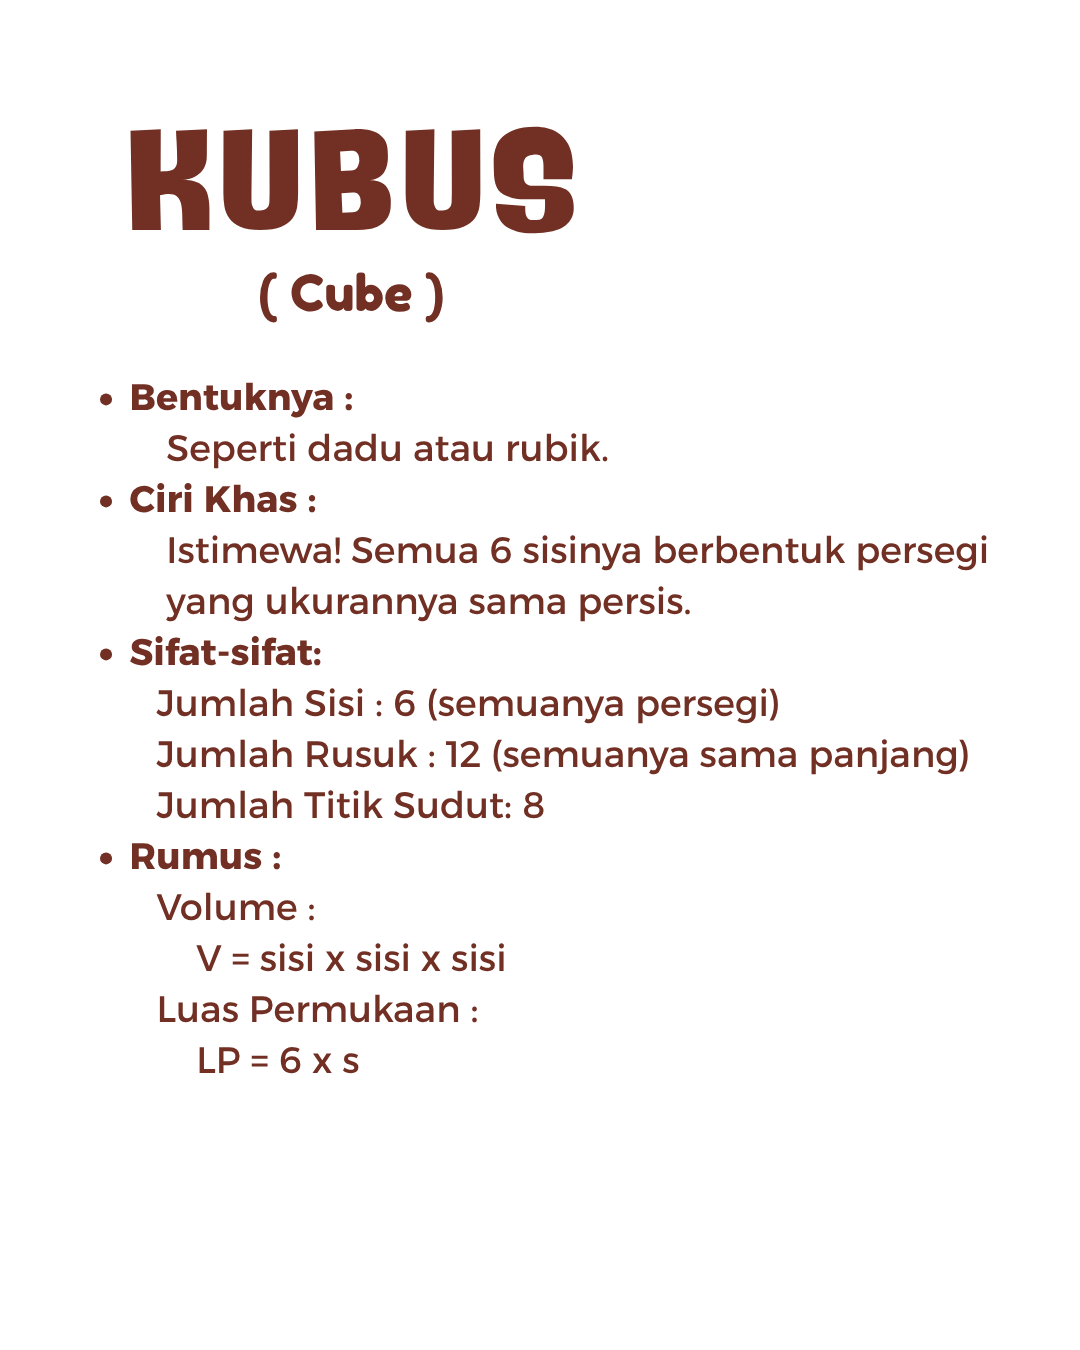 KUBUS
( Cube )
• Bentuknya :
Seperti dadu atau rubik.
• Ciri Khas :
Istimewa! Semua 6 sisinya berbentuk persegi
yang ukurannya sama persis.
• Sifat-sifat:
Jumlah Sisi : 6 (semuanya persegi)
Jumlah Rusuk : 12 (semuanya sama panjang)
Jumlah Titik Sudut: 8
• Rumus :
Volume :
V = sisi x sisi x sisi
Luas Permukaan :
LP = 6 x s